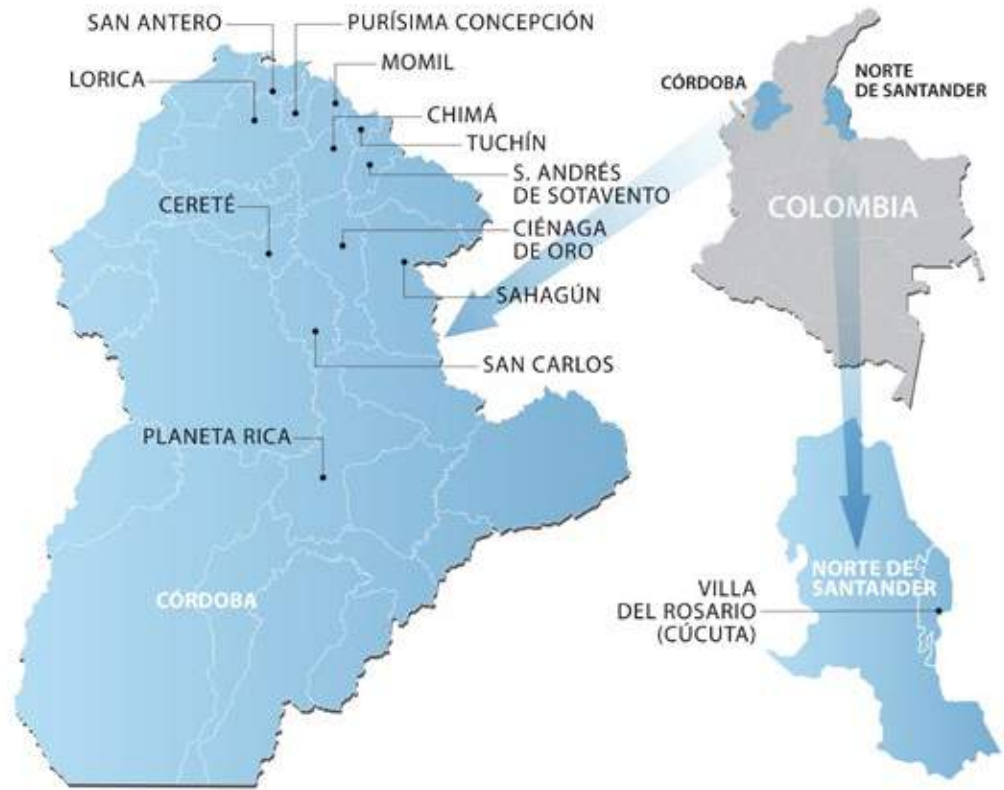 SAN ANTERO
PURÍSIMA CONCEPCIÓN
LORICA
MOMIL
CHIMÁ
TUCHÍN
S. ANDRÉS
DE SOTAVENTO
CERETÉ
CIÉNAGA
DE ORO
SAHAGÚN
SAN CARLOS
PLANETA RICA
CÓRDOBA
CÓRDOBA
NORTE
DE SANTANDER
COLOMBIA
NORTE DE
SANTANDER
VILLA
DEL ROSARIO
(CÚCUTA)